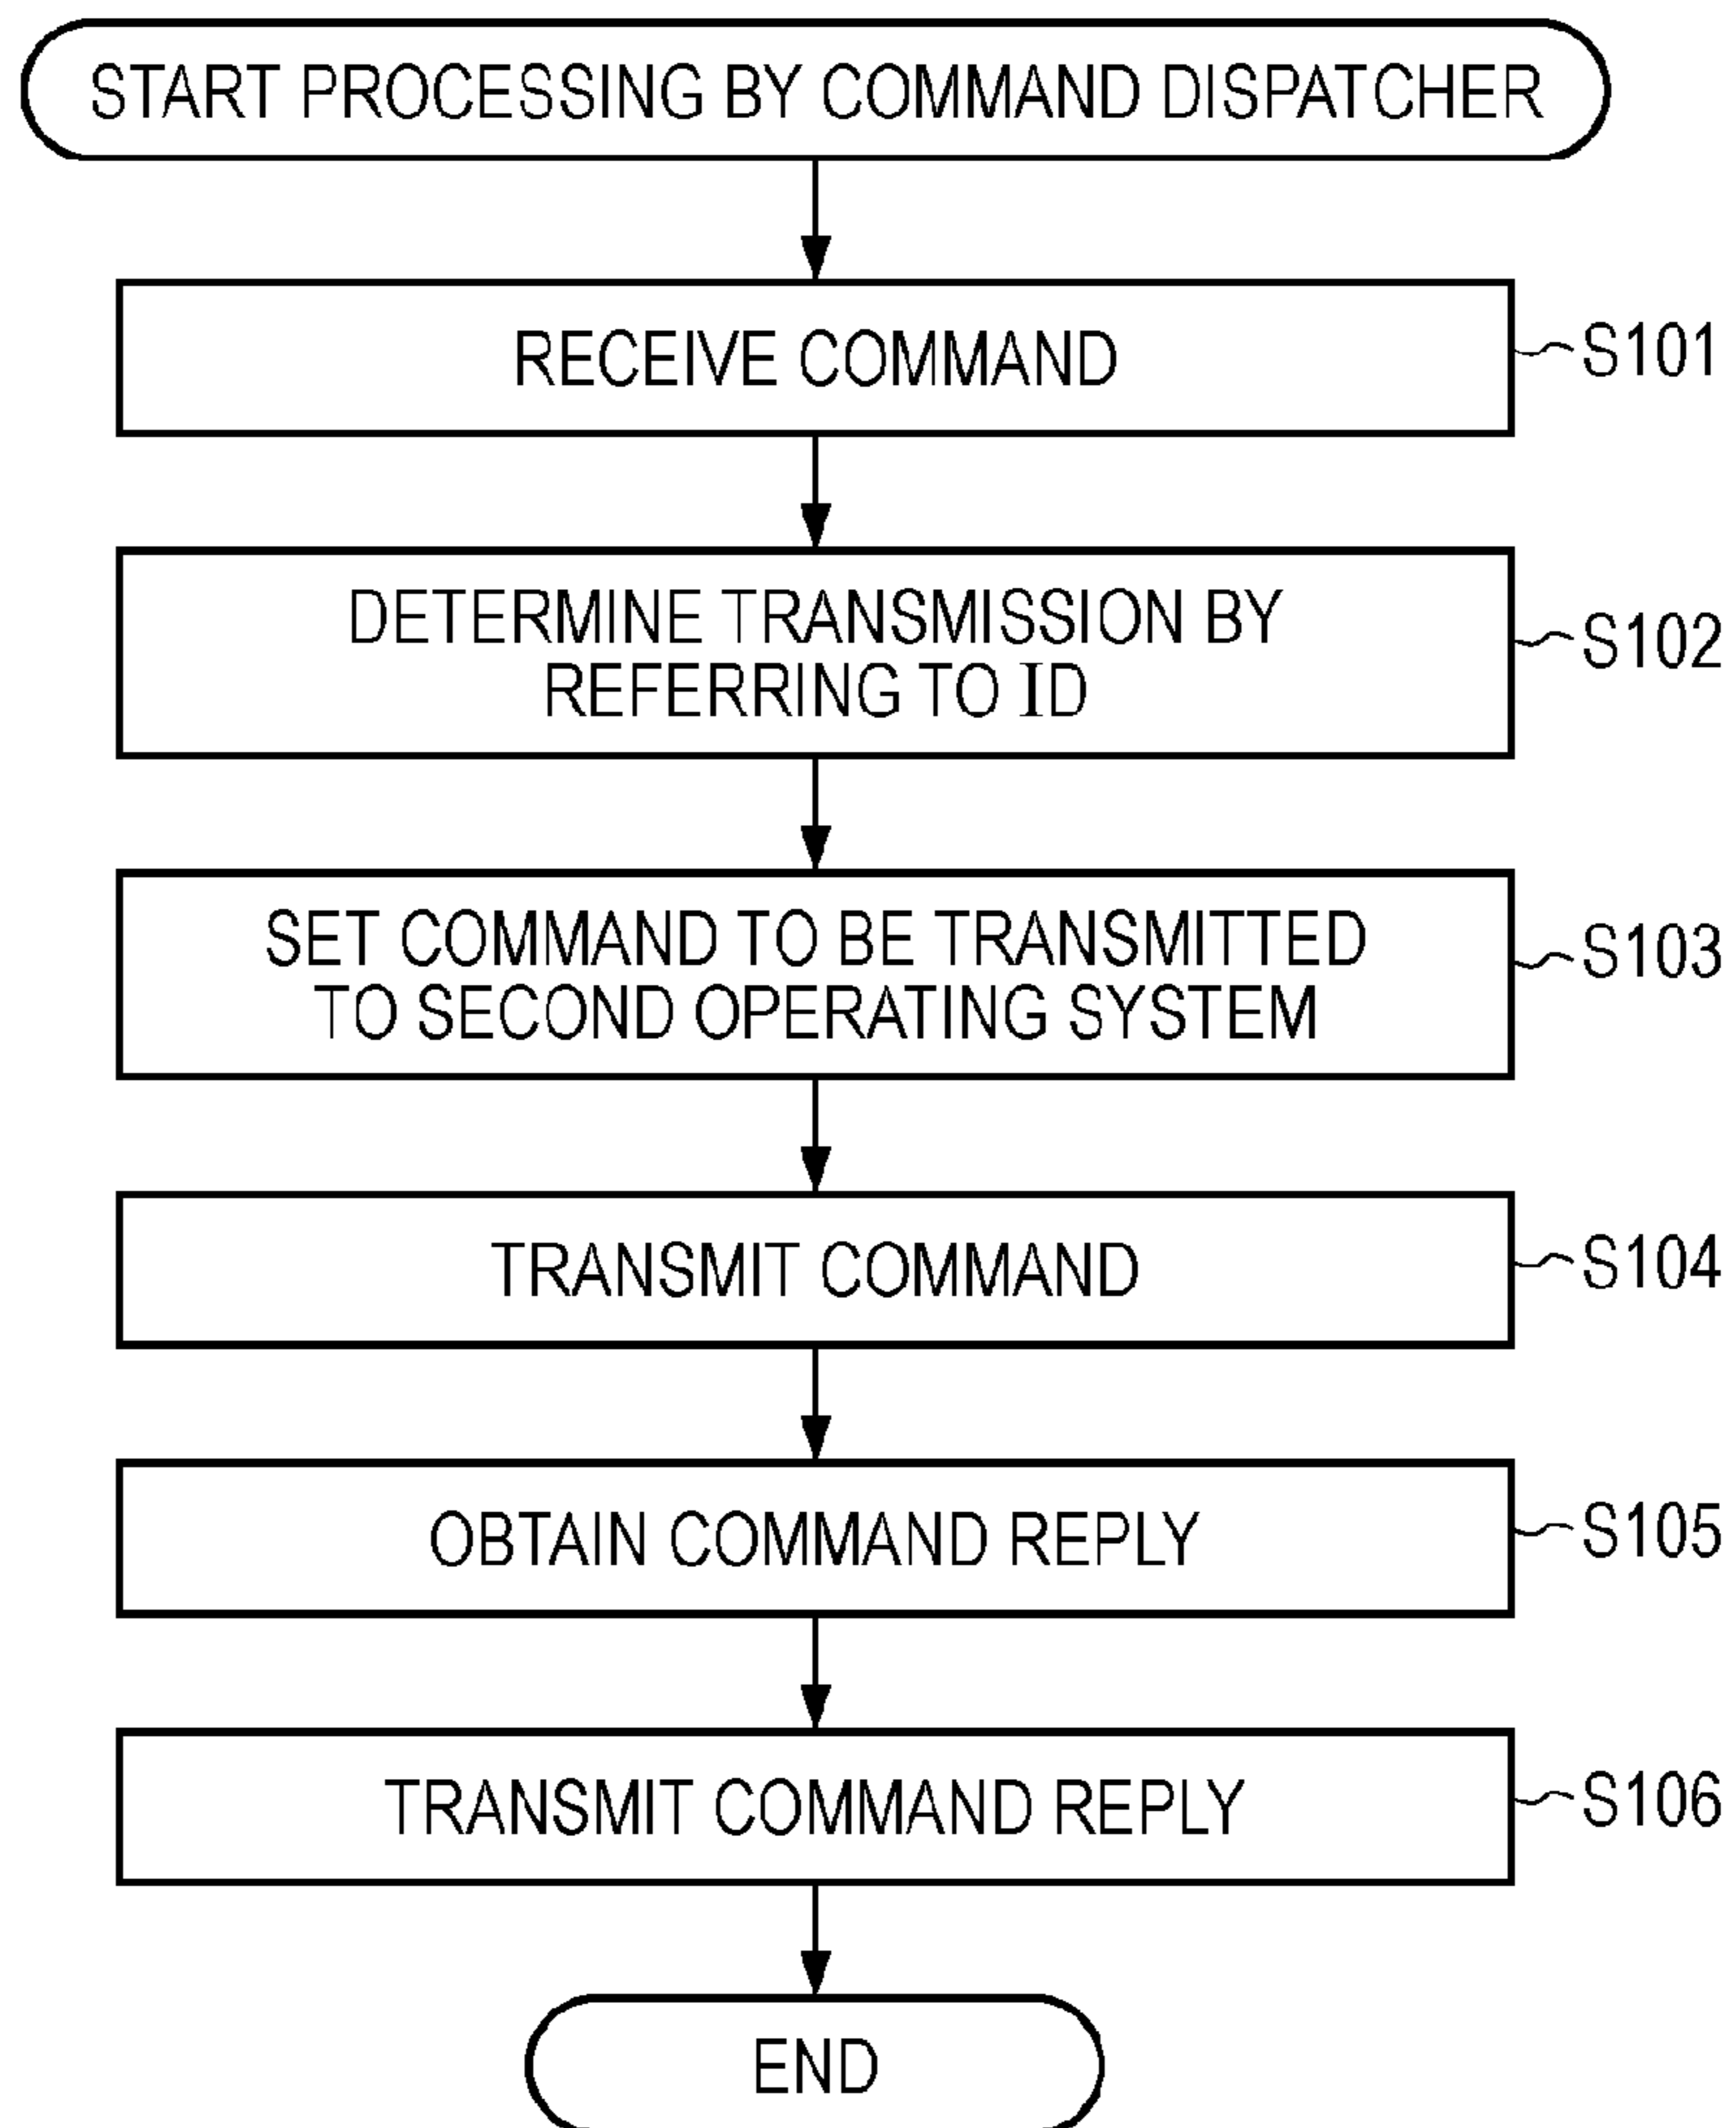 START PROCESSING BY COMMAND DISPATCHER
RECEIVE COMMAND
S101
DETERMINE TRANSMISSION BY
REFERRING TO ID
S102
SET COMMAND TO BE TRANSMITTED
TO SECOND OPERATING SYSTEM
S103
TRANSMIT COMMAND
S104
OBTAIN COMMAND REPLY
S105
TRANSMIT COMMAND REPLY
S106
END